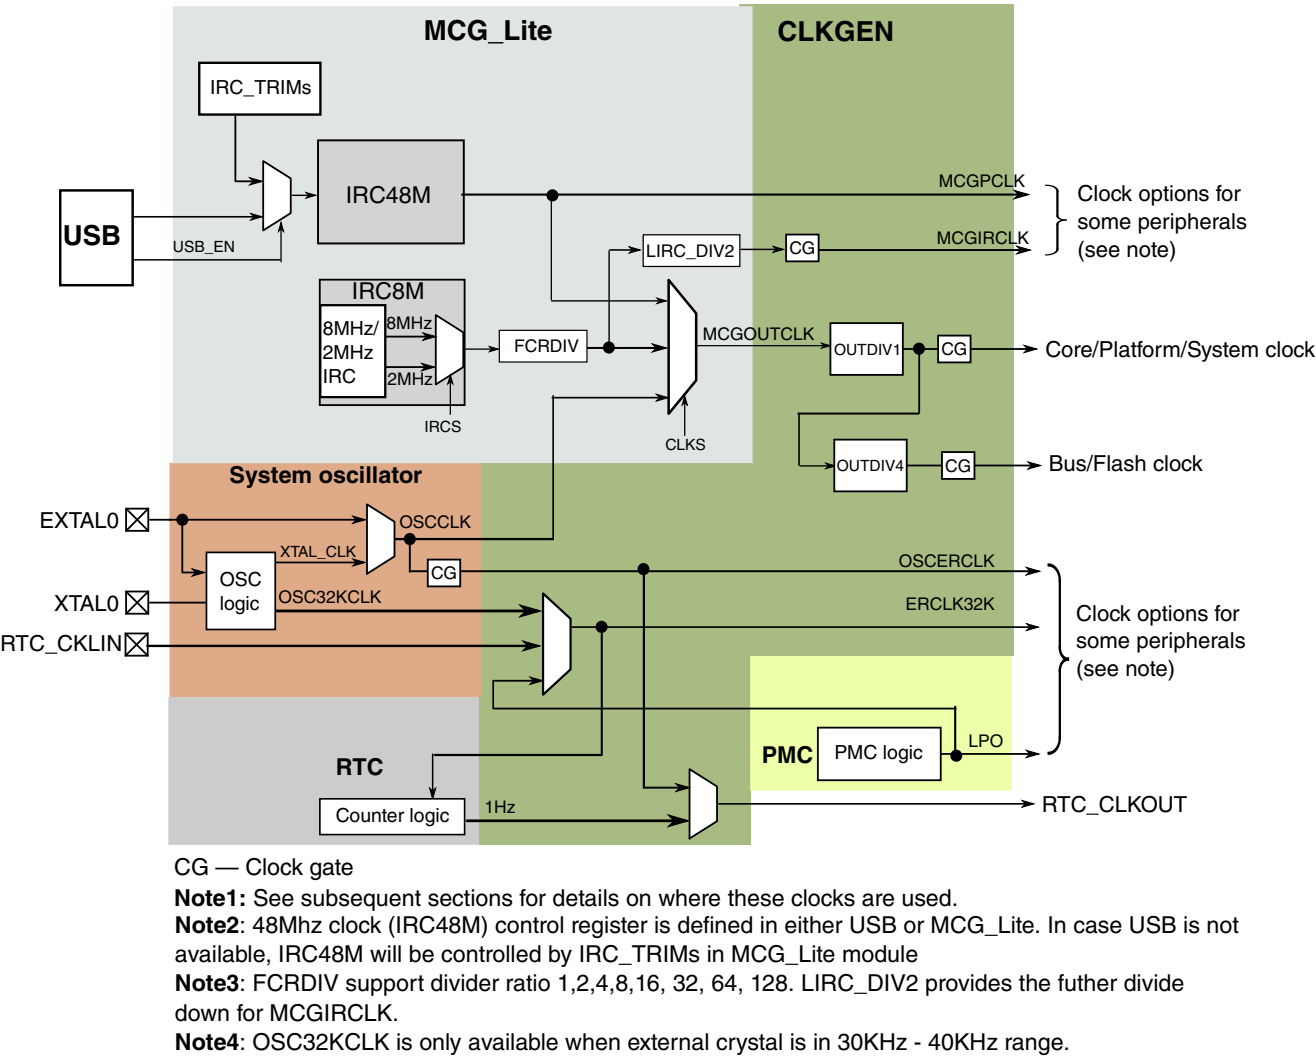 MCG_Lite
CLKGEN
IRC_TRIMs
IRC48M
MCGPCLK
Clock options for
some peripherals
(see note)
USB
USB_EN
LIRC_DIV2
CG
MCGIRCLK
IRC8M
8MHz/
2MHz
IRC
8MHz
2MHz
FCRDIV
MCGOUTCLK
OUTDIV1
CG
Core/Platform/System clock
IRCS
CLKS
OUTDIV4
CG
Bus/Flash clock
System oscillator
EXTAL0
OSCCLK
XTAL_CLK
OSC
logic
CG
OSCERCLK
XTAL0
OSC32KCLK
ERCLK32K
Clock options for
some peripherals
(see note)
RTC_CKLIN
RTC
PMC
PMC logic
LPO
Counter logic
1Hz
RTC_CLKOUT
CG — Clock gate
Note1: See subsequent sections for details on where these clocks are used.
Note2: 48Mhz clock (IRC48M) control register is defined in either USB or MCG_Lite. In case USB is not
available, IRC48M will be controlled by IRC_TRIMs in MCG_Lite module
Note3: FCRDIV support divider ratio 1,2,4,8,16, 32, 64, 128. LIRC_DIV2 provides the futher divide
down for MCGIRCLK.
Note4: OSC32KCLK is only available when external crystal is in 30KHz - 40KHz range.